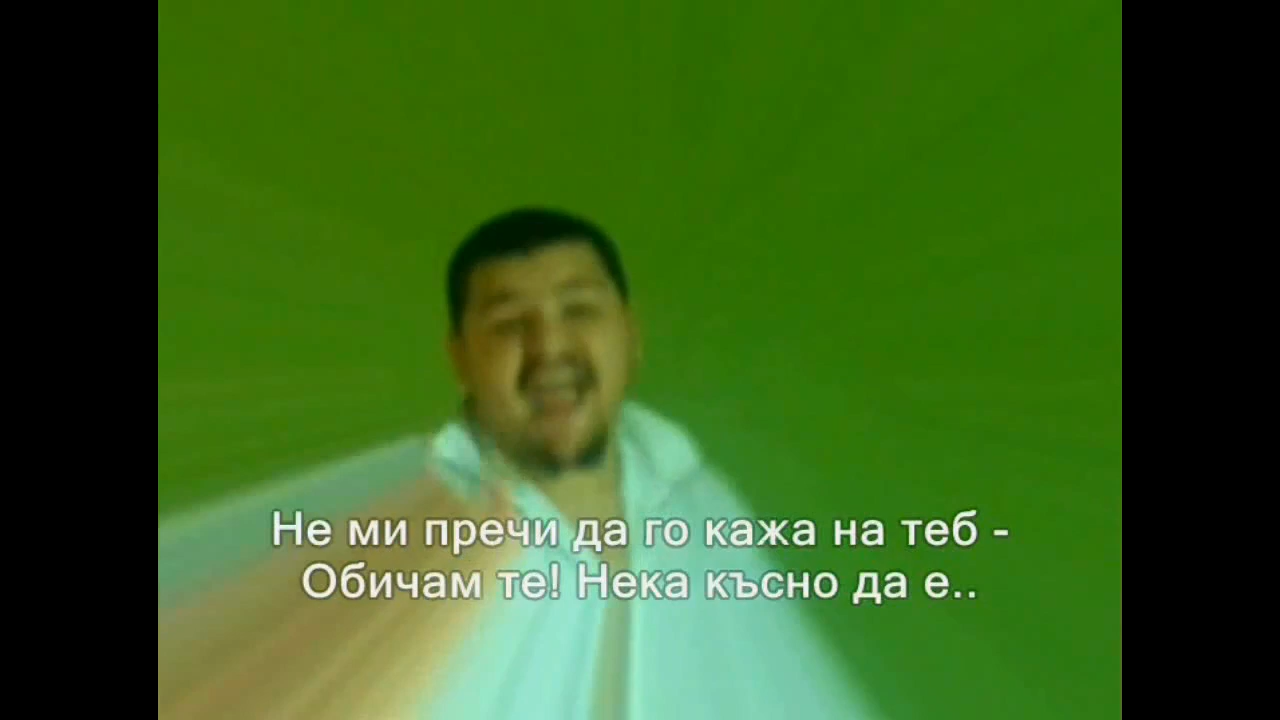 Не ми пречи да го кажа на теб -
Обичам те! Нека късно да е..